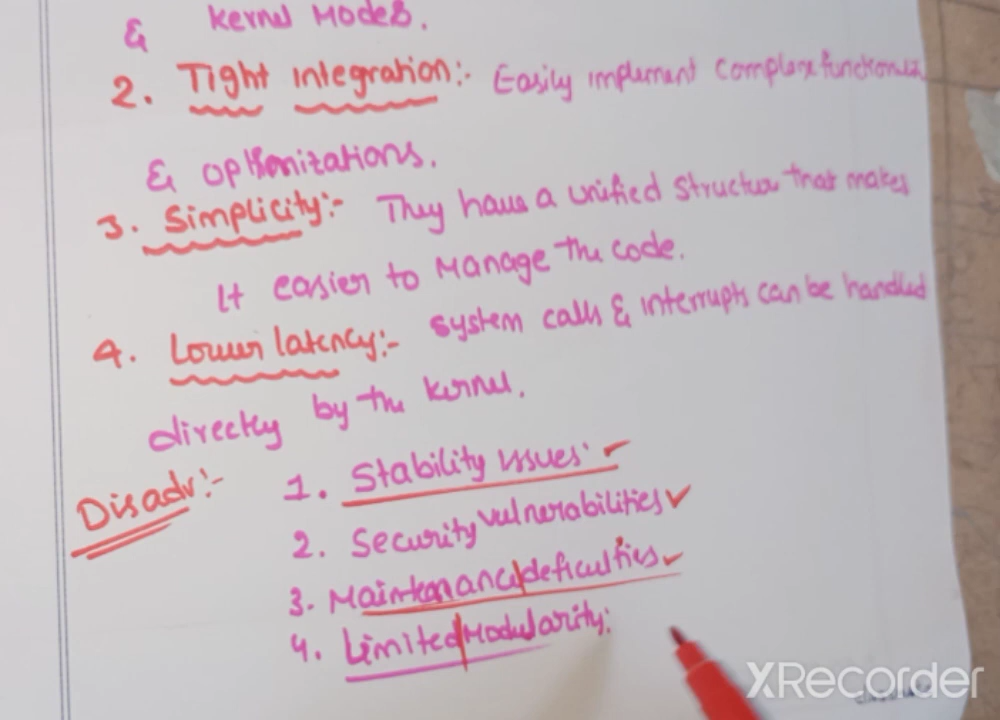 & kernel Modes.
2. Tight integration:- Easily implement Complex
& optimizations.
3. Simplicity:- They have a unified structure that makes
It easier to Manage the code.
4. Lower latency:- system calls & interrupts can be handled
directly by the kernel.
Disadv:- 1. Stability issues:
2. Security vulnerabilities
3. Maintenance deficulties
4. Limited Modularity:
XRecorder